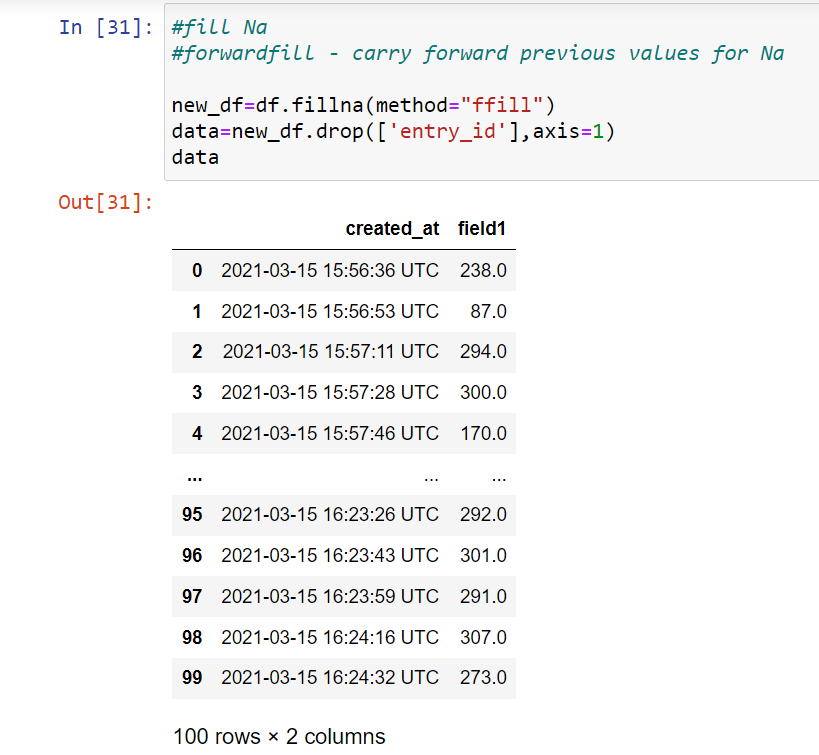 In [31]: #fill Na
#forwardfill - carry forward previous values for Na
new_df=df.fillna(method="ffill")
data=new_df.drop(['entry_id'],axis=1)
data
Out[31]:
created_at field1
0 2021-03-15 15:56:36 UTC 238.0
1 2021-03-15 15:56:53 UTC 87.0
2 2021-03-15 15:57:11 UTC 294.0
3 2021-03-15 15:57:28 UTC 300.0
4 2021-03-15 15:57:46 UTC 170.0
... ... ...
95 2021-03-15 16:23:26 UTC 292.0
96 2021-03-15 16:23:43 UTC 301.0
97 2021-03-15 16:23:59 UTC 291.0
98 2021-03-15 16:24:16 UTC 307.0
99 2021-03-15 16:24:32 UTC 273.0
100 rows × 2 columns